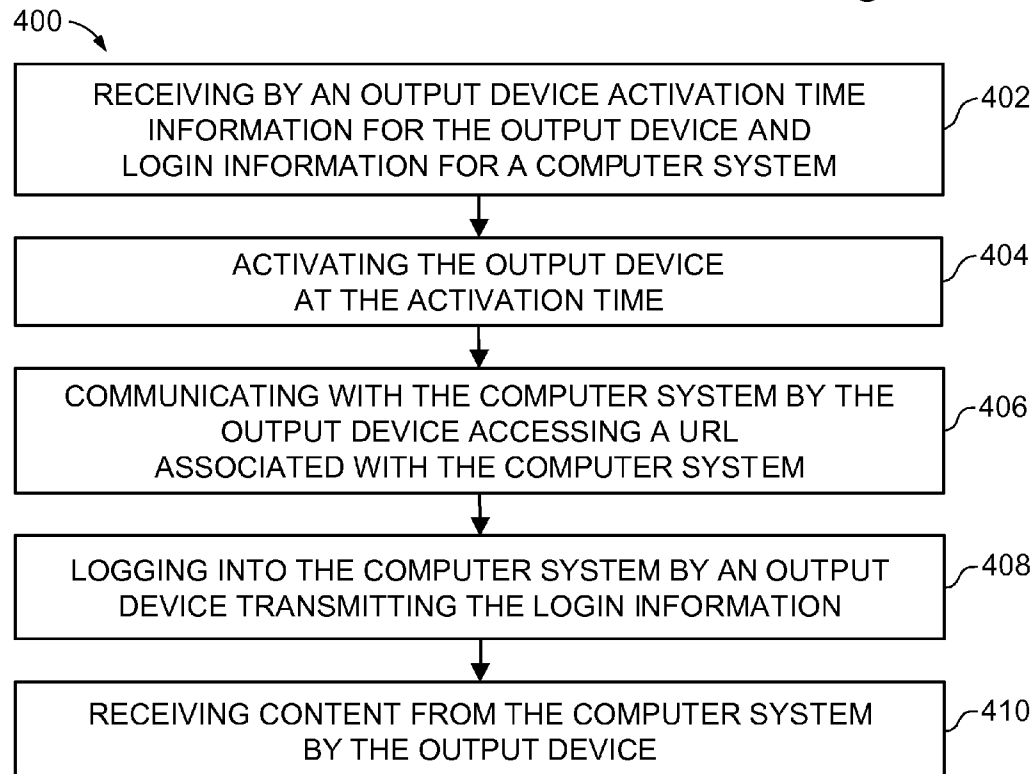 400
RECEIVING BY AN OUTPUT DEVICE ACTIVATION TIME
INFORMATION FOR THE OUTPUT DEVICE AND
LOGIN INFORMATION FOR A COMPUTER SYSTEM
402
ACTIVATING THE OUTPUT DEVICE
AT THE ACTIVATION TIME
404
COMMUNICATING WITH THE COMPUTER SYSTEM BY THE
OUTPUT DEVICE ACCESSING A URL
ASSOCIATED WITH THE COMPUTER SYSTEM
406
LOGGING INTO THE COMPUTER SYSTEM BY AN OUTPUT
DEVICE TRANSMITTING THE LOGIN INFORMATION
408
RECEIVING CONTENT FROM THE COMPUTER SYSTEM
BY THE OUTPUT DEVICE
410